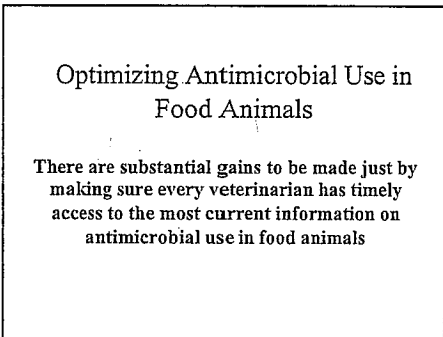 Optimizing Antimicrobial Use in
Food Animals
There are substantial gains to be made just by
making sure every veterinarian has timely
access to the most current information on
antimicrobial use in food animals